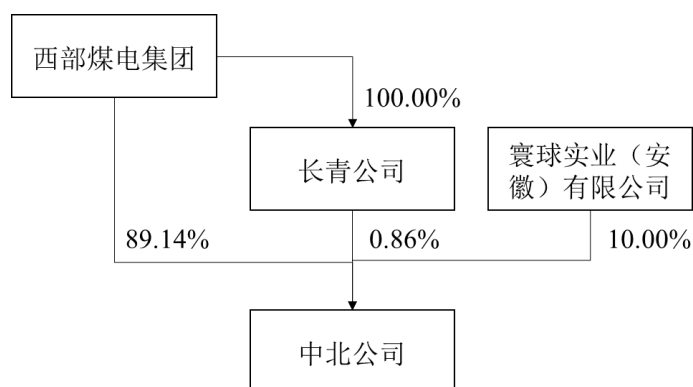 西部煤电集团
100.00%
长青公司
寰球实业（安
徽）有限公司
89.14%
0.86%
10.00%
中北公司